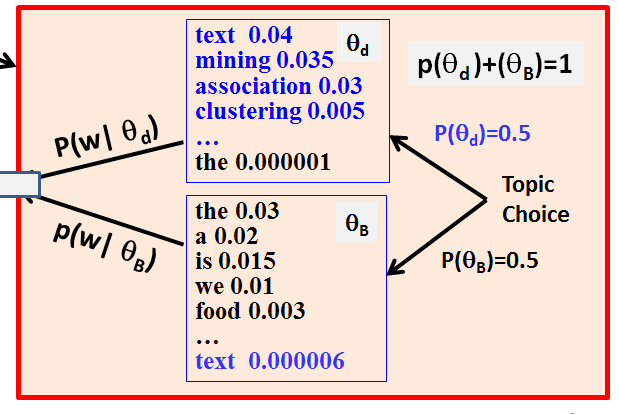 text 0.04
mining 0.035
association 0.03
clustering 0.005
…
the 0.000001
θd
p(θd)+(θB)=1
P(w| θd)
P(θd)=0.5
Topic
Choice
P(θB)=0.5
p(w| θB)
the 0.03
a 0.02
is 0.015
we 0.01
food 0.003
…
text 0.000006
θB